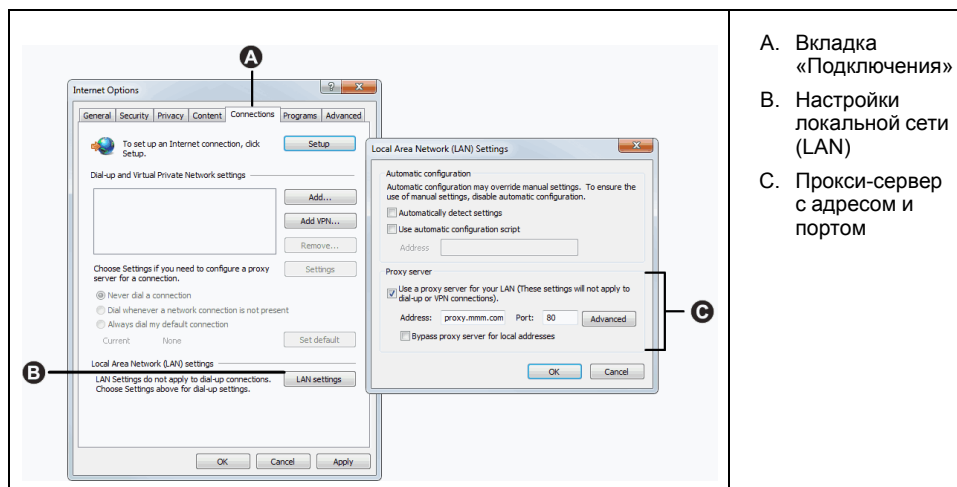 A
Internet Options
General Security Privacy Content Connections Programs Advanced
To set up an Internet connection, click
Setup.
Setup
Dial-up and Virtual Private Network settings
Add...
Add VPN...
Remove...
Choose Settings if you need to configure a proxy
server for a connection.
Settings
Never dial a connection
Dial whenever a network connection is not present
Always dial my default connection
Current None
Set default
Local Area Network (LAN) settings
B
LAN Settings do not apply to dial-up connections.
Choose Settings above for dial-up settings.
LAN settings
OK Cancel Apply
Local Area Network (LAN) Settings
Automatic configuration
Automatic configuration may override manual settings. To ensure the
use of manual settings, disable automatic configuration.
Automatically detect settings
Use automatic configuration script
Address
Proxy server
Use a proxy server for your LAN (These settings will not apply to
dial-up or VPN connections).
Address: proxy.mmm.com Port: 80 Advanced
Bypass proxy server for local addresses
OK Cancel
C
A. Вкладка
«Подключения»
B. Настройки
локальной сети
(LAN)
C. Прокси-сервер
с адресом и
портом